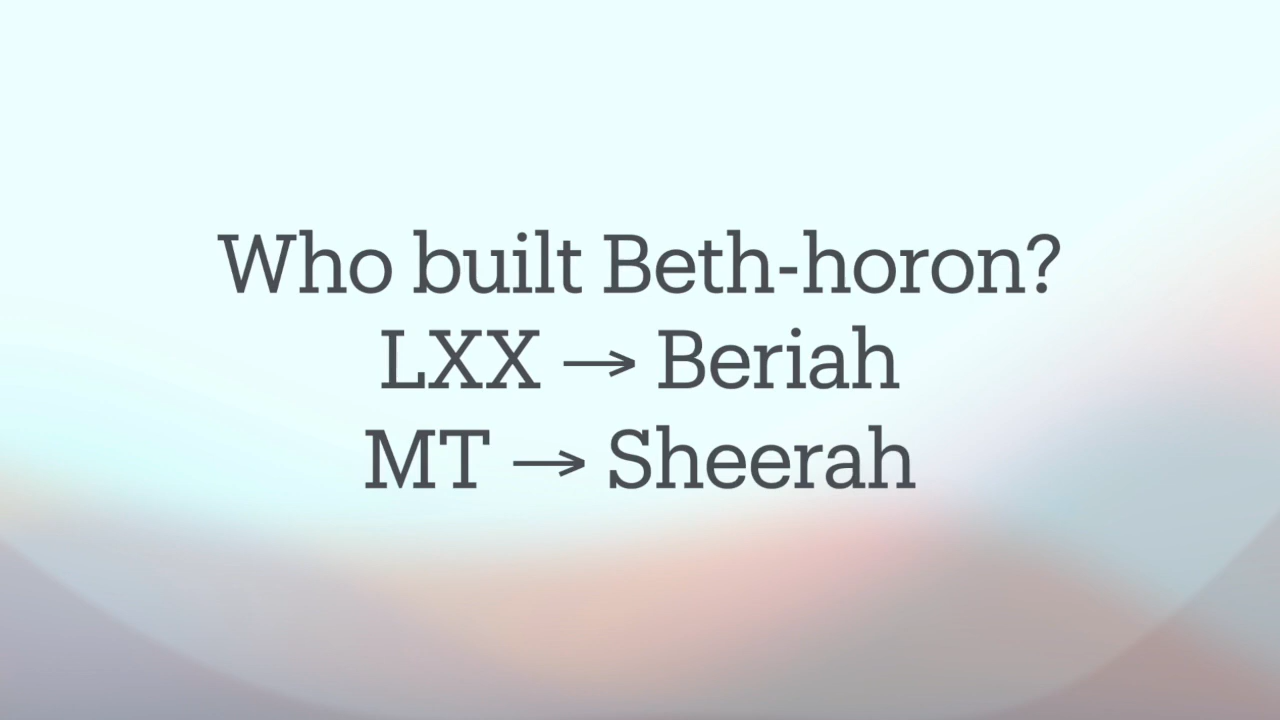 Who built Beth-horon?
LXX → Beriah
MT → Sheerah